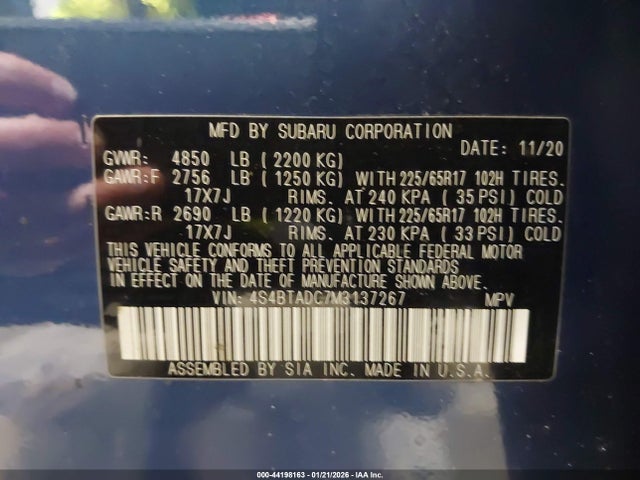 MFD BY SUBARU CORPORATION
DATE: 11/20
GVWR: 4850 LB (2200 KG)
GAWR:F 2756 LB (1250 KG) WITH 225/65R17 102H TIRES.
17X7J RIMS. AT 240 KPA (35 PSI) COLD
GAWR:R 2690 LB (1220 KG) WITH 225/65R17 102H TIRES.
17X7J RIMS. AT 230 KPA (33 PSI) COLD
THIS VEHICLE CONFORMS TO ALL APPLICABLE FEDERAL MOTOR
VEHICLE SAFETY AND THEFT PREVENTION STANDARDS
IN EFFECT ON THE DATE OF MANUFACTURE SHOWN ABOVE.
VIN: 4S4BTADC7M3137267 MPV
ASSEMBLED BY SIA INC. MADE IN U.S.A.
000-44198163 - 01/21/2026 - IAA Inc.